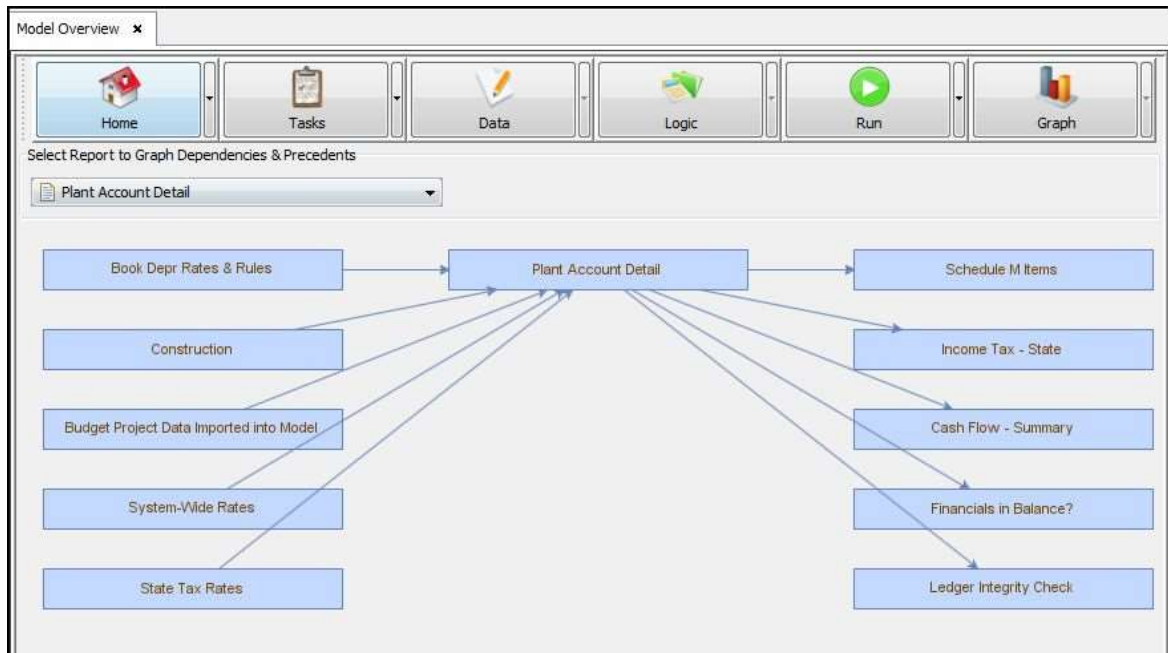 Model Overview x
Home Tasks Data Logic Run Graph
Select Report to Graph Dependencies & Precedents
Plant Account Detail
Book Depr Rates & Rules Plant Account Detail Schedule M Items
Construction Income Tax - State
Budget Project Data Imported into Model Cash Flow - Summary
System-Wide Rates Financials in Balance?
State Tax Rates Ledger Integrity Check